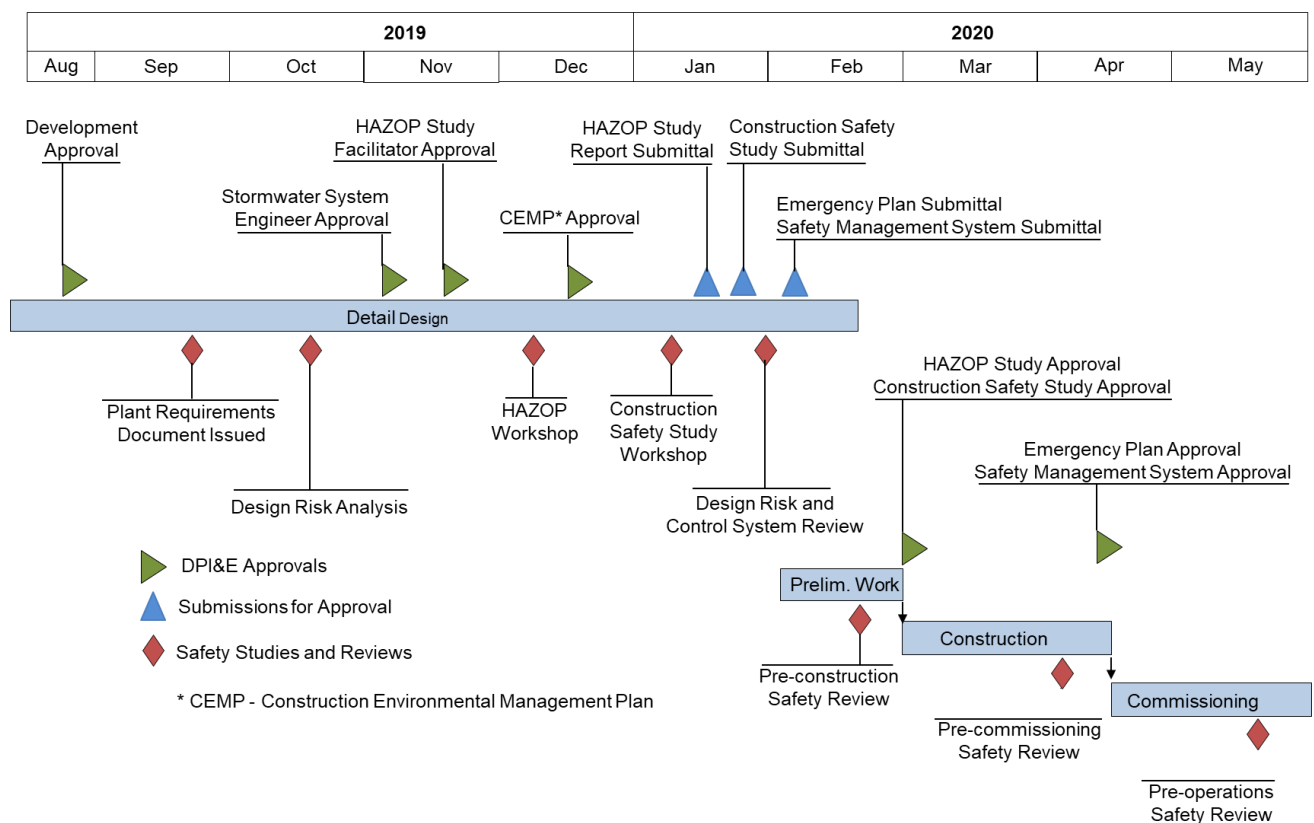 2019
2020
Aug
Sep
Oct
Nov
Dec
Jan
Feb
Mar
Apr
May
Development
Approval
HAZOP Study
Facilitator Approval
HAZOP Study
Report Submittal
Construction Safety
Study Submittal
Stormwater System
Engineer Approval
CEMP* Approval
Emergency Plan Submittal
Safety Management System Submittal
Detail Design
Plant Requirements
Document Issued
HAZOP
Workshop
Construction
Safety Study
Workshop
Design Risk Analysis
Design Risk and
Control System Review
HAZOP Study Approval
Construction Safety Study Approval
Emergency Plan Approval
Safety Management System Approval
DPI&E Approvals
Submissions for Approval
Safety Studies and Reviews
* CEMP - Construction Environmental Management Plan
Prelim. Work
Construction
Commissioning
Pre-construction
Safety Review
Pre-commissioning
Safety Review
Pre-operations
Safety Review